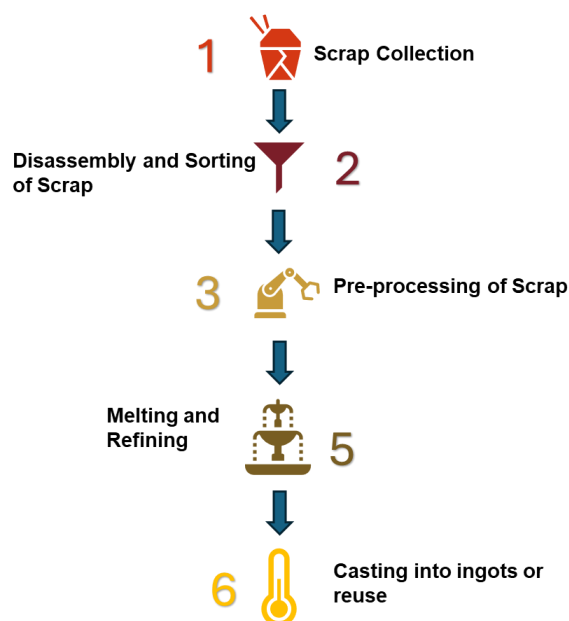 1
Scrap Collection
Disassembly and Sorting
of Scrap
2
3
Pre-processing of Scrap
Melting and
Refining
5
6
Casting into ingots or
reuse